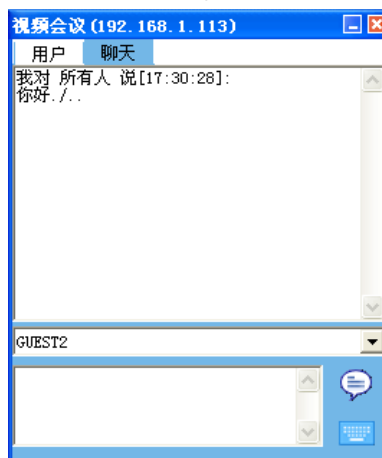 视频会议(192.168.1.113)
用户 聊天
我对 所有人 说[17:30:28]:
你好./..
GUEST2